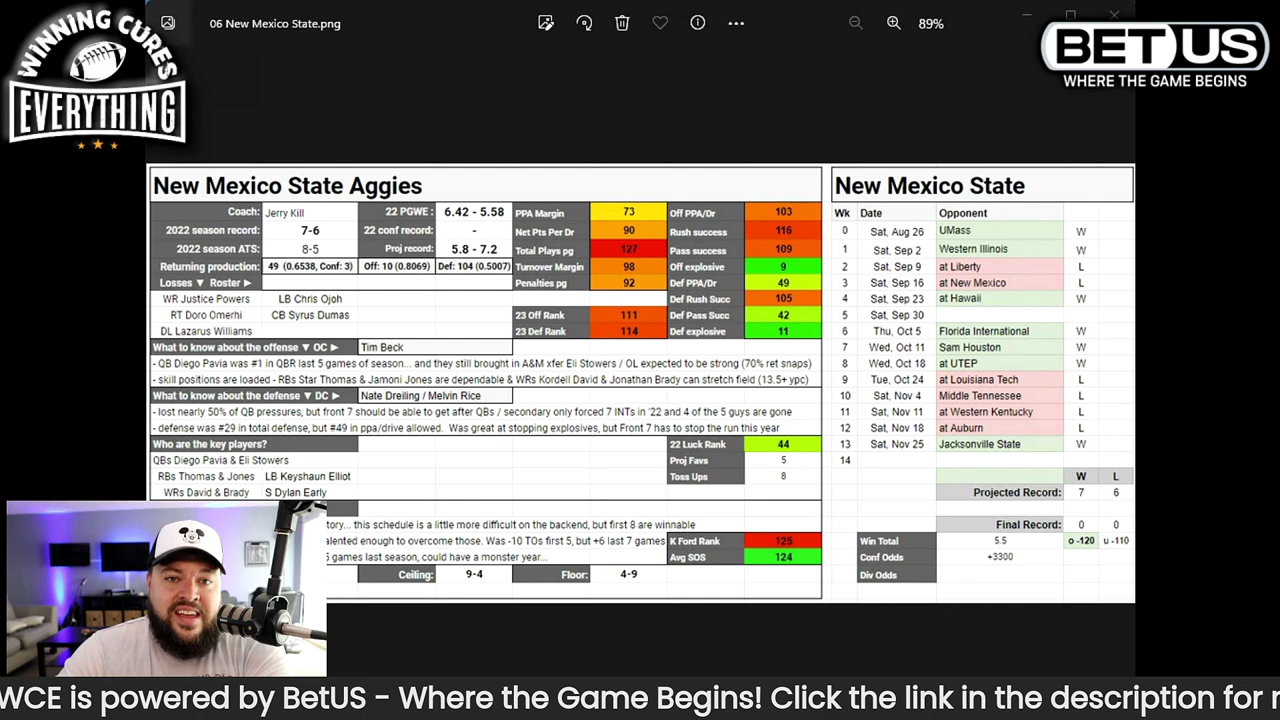 06 New Mexico State.png
89%
WINNING CURES
EVERYTHING
BETUS
WHERE THE GAME BEGINS
New Mexico State Aggies
Coach: Jerry Kill 22 PGWE : 6.42 - 5.58 PPA Margin 73 Off PPA/Dr 103
2022 season record: 7-6 22 conf record: - Net Pts Per Dr 90 Rush success 116
2022 season ATS: 8-5 Proj record: 5.8 - 7.2 Total Plays pg 127 Pass success 109
Returning production: 49 (0.6538, Conf: 3) Off: 10 (0.8069) Def: 104 (0.5007) Turnover Margin 98 Off explosive 9
Losses ▼ Roster ► Penalties pg 92 Def PPA/Dr 49
WR Justice Powers LB Chris Ojoh Def Rush Succ 105
RT Doro Omerhi CB Syrus Dumas 23 Off Rank 111 Def Pass Succ 42
DL Lazarus Williams 23 Def Rank 114 Def explosive 11
What to know about the offense ▼ OC ► Tim Beck
- QB Diego Pavia was #1 in QBR last 5 games of season... and they still brought in A&M xfer Eli Stowers / OL expected to be strong (70% ret snaps)
- skill positions are loaded - RBs Star Thomas & Jamoni Jones are dependable & WRs Kordell David & Jonathan Brady can stretch field (13.5+ ypc)
What to know about the defense ▼ DC ► Nate Dreiling / Melvin Rice
- lost nearly 50% of QB pressures, but front 7 should be able to get after QBs / secondary only forced 7 INTs in '22 and 4 of the 5 guys are gone
- defense was #29 in total defense, but #49 in ppa/drive allowed. Was great at stopping explosives, but Front 7 has to stop the run this year
Who are the key players? 22 Luck Rank 44
QBs Diego Pavia & Eli Stowers Proj Favs 5
RBs Thomas & Jones LB Keyshaun Elliot Toss Ups 8
WRs David & Brady S Dylan Early
tory... this schedule is a little more difficult on the backend, but first 8 are winnable
alented enough to overcome those. Was -10 TOs first 5, but +6 last 7 games K Ford Rank 125
games last season, could have a monster year... Avg SOS 124
Ceiling: 9-4 Floor: 4-9
New Mexico State
Wk Date Opponent
0 Sat, Aug 26 UMass W
1 Sat, Sep 2 Western Illinois W
2 Sat, Sep 9 at Liberty L
3 Sat, Sep 16 at New Mexico L
4 Sat, Sep 23 at Hawaii W
5 Sat, Sep 30
6 Thu, Oct 5 Florida International W
7 Wed, Oct 11 Sam Houston W
8 Wed, Oct 18 at UTEP W
9 Tue, Oct 24 at Louisiana Tech L
10 Sat, Nov 4 Middle Tennessee L
11 Sat, Nov 11 at Western Kentucky L
12 Sat, Nov 18 at Auburn L
13 Sat, Nov 25 Jacksonville State W
14
W L
Projected Record: 7 6
Final Record: 0 0
Win Total 5.5 o -120 u -110
Conf Odds +3300
Div Odds
WCE is powered by BetUS - Where the Game Begins! Click the link in the description for